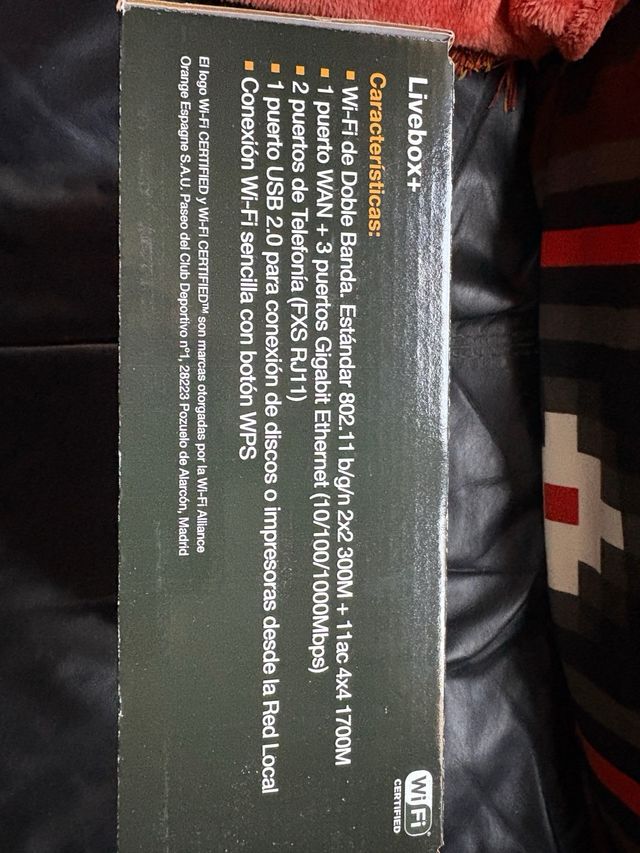 Livebox+
Características:
Wi-Fi de Doble Banda. Estándar 802.11 b/g/n 2x2 300M + 11ac 4x4 1700M
1 puerto WAN + 3 puertos Gigabit Ethernet (10/100/1000Mbps)
2 puertos de Telefonía (FXS RJ11)
1 puerto USB 2.0 para conexión de discos o impresoras desde la Red Local
Conexión Wi-Fi sencilla con botón WPS
El logo Wi-Fi CERTIFIED y Wi-Fi CERTIFIED™ son marcas otorgadas por la Wi-Fi Alliance
Orange Espagne S.A.U. Paseo del Club Deportivo nº1, 28223 Pozuelo de Alarcón, Madrid
Wi Fi
CERTIFIED